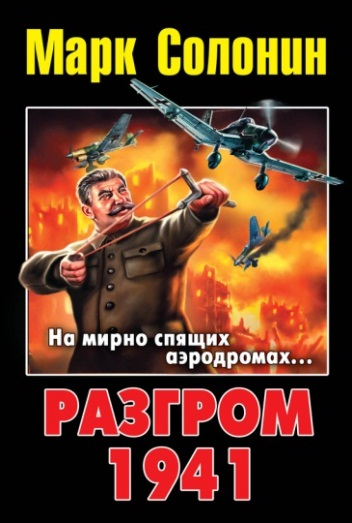 Марк Солонин
На мирно спящих
аэродромах...
РАЗГРОМ
1941